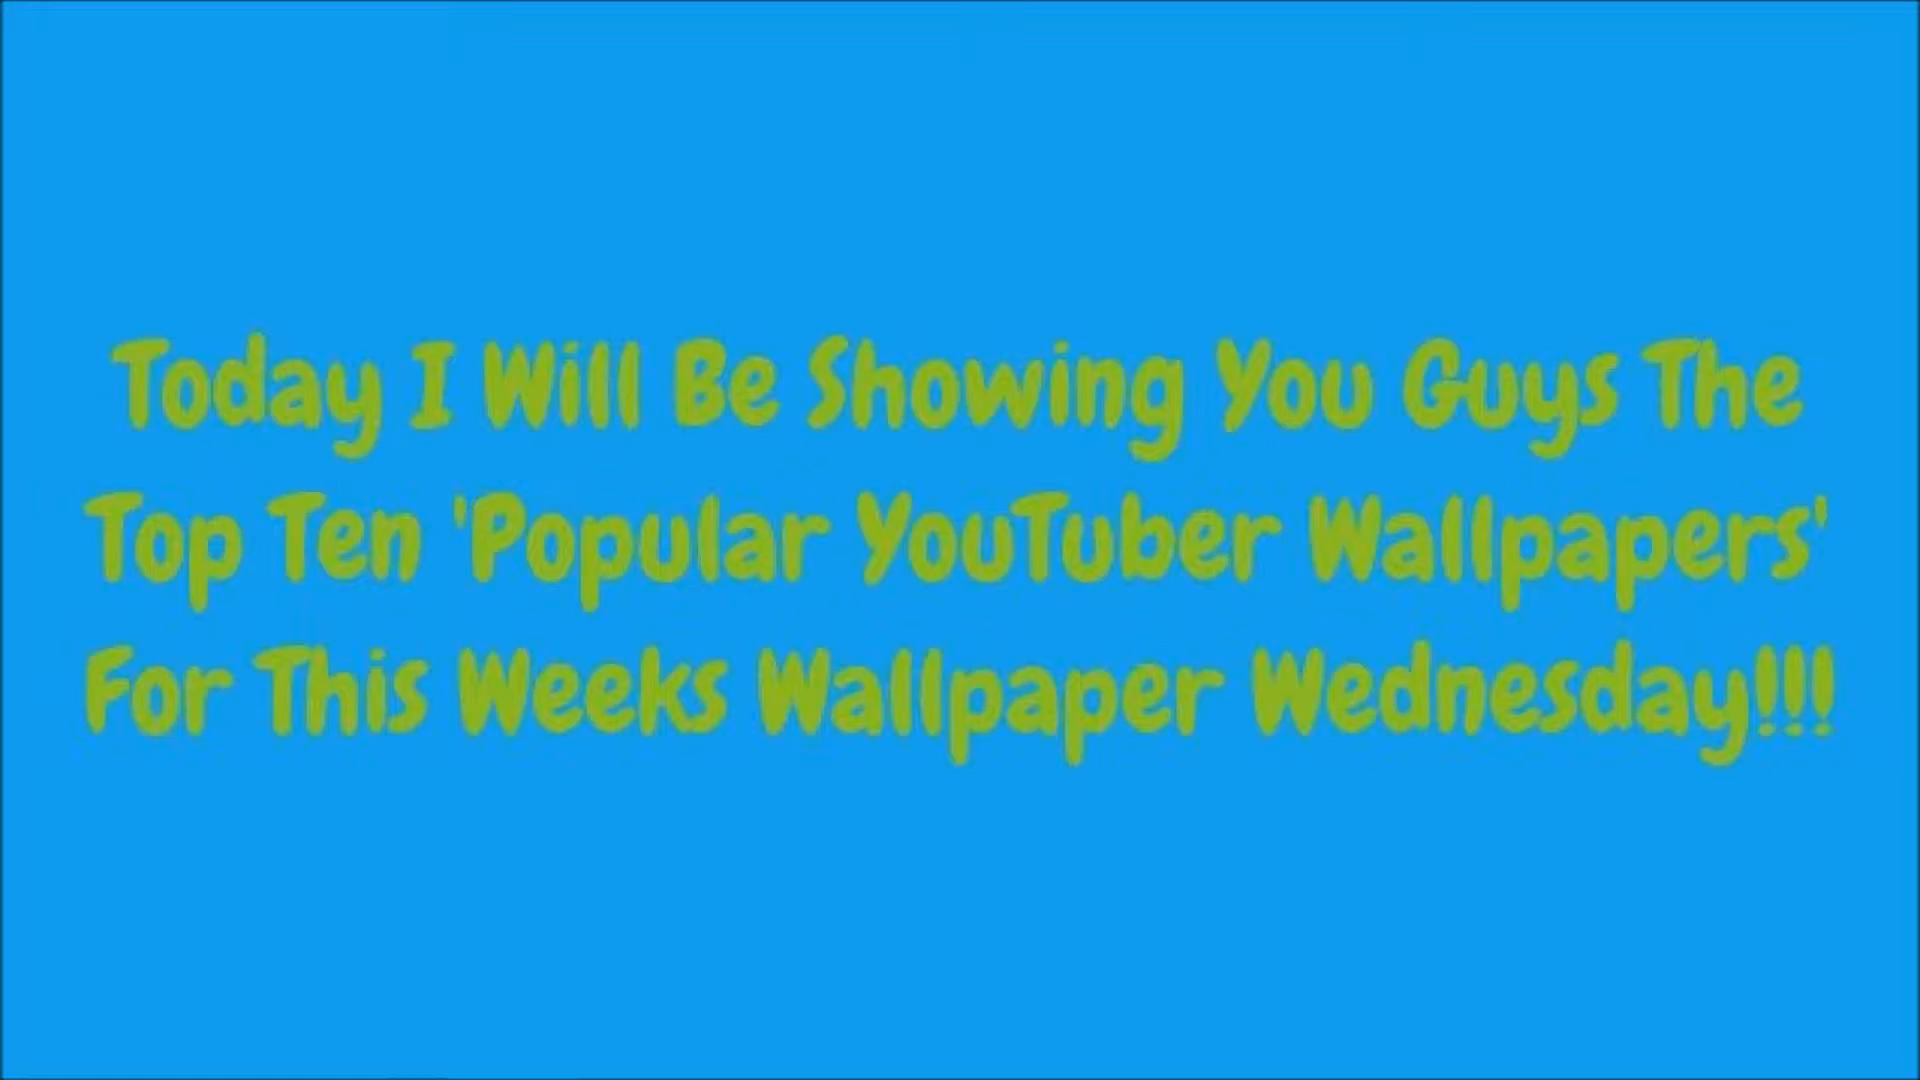 Today I Will Be Showing You Guys The
Top Ten 'Popular YouTuber Wallpapers'
For This Weeks Wallpaper Wednesday!!!